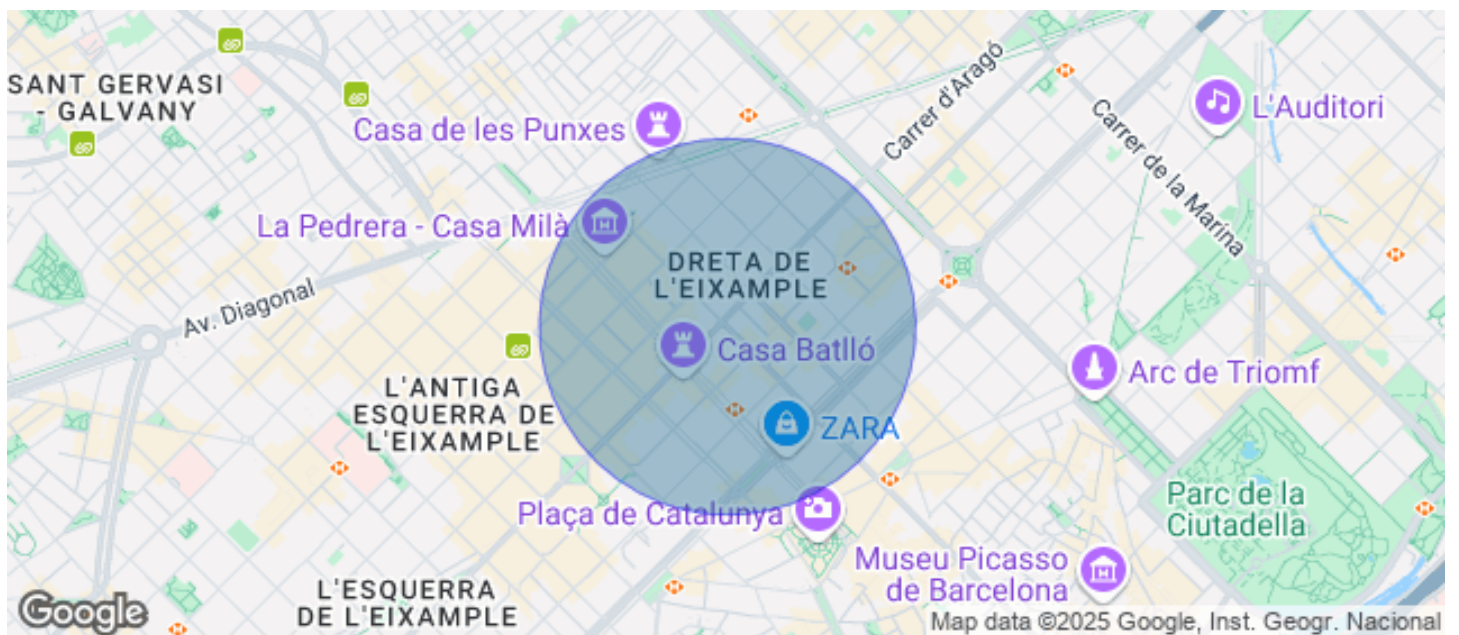 SANT GERVASI
- GALVANY
Casa de les Punxes
Carrer d'Aragó
L'Auditori
Carrer de la Marina
La Pedrera - Casa Milà
DRETA DE
L'EIXAMPLE
Av. Diagonal
Casa Batlló
Arc de Triomf
L'ANTIGA
ESQUERRA DE
L'EIXAMPLE
ZARA
Plaça de Catalunya
Parc de la
Ciutadella
Museu Picasso
de Barcelona
L'ESQUERRA
DE L'EIXAMPLE
Google
Map data ©2025 Google, Inst. Geogr. Nacional